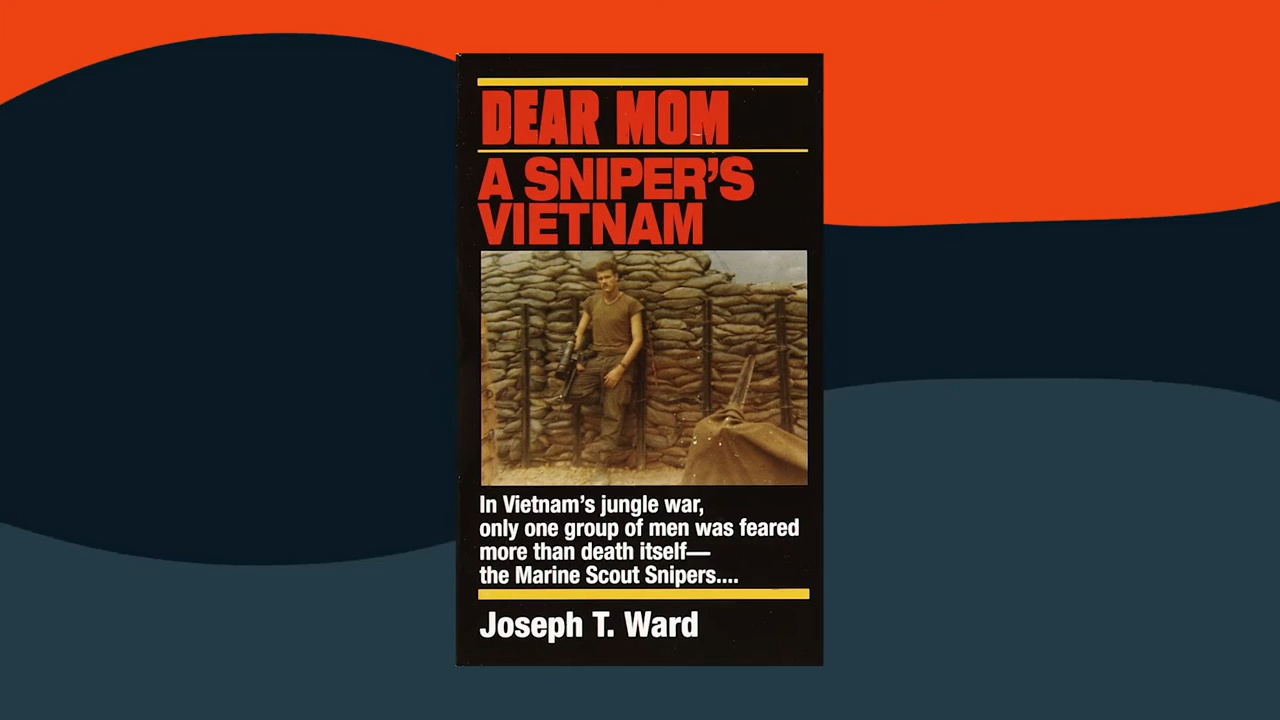 DEAR MOM
A SNIPER'S
VIETNAM
In Vietnam's jungle war,
only one group of men was feared
more than death itself—
the Marine Scout Snipers....
Joseph T. Ward